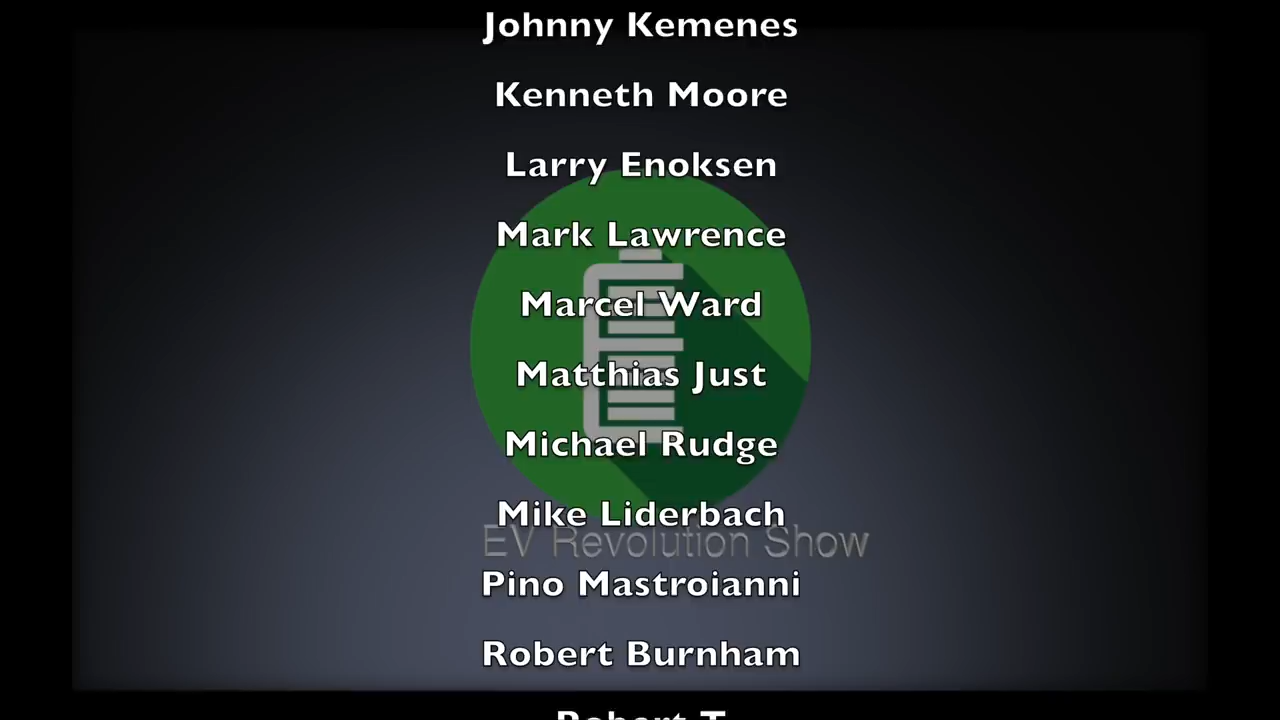 Johnny Kemenes
Kenneth Moore
Larry Enoksen
Mark Lawrence
Marcel Ward
Matthias Just
Michael Rudge
Mike Liderbach
EV Revolution Show
Pino Mastroianni
Robert Burnham
Robert T